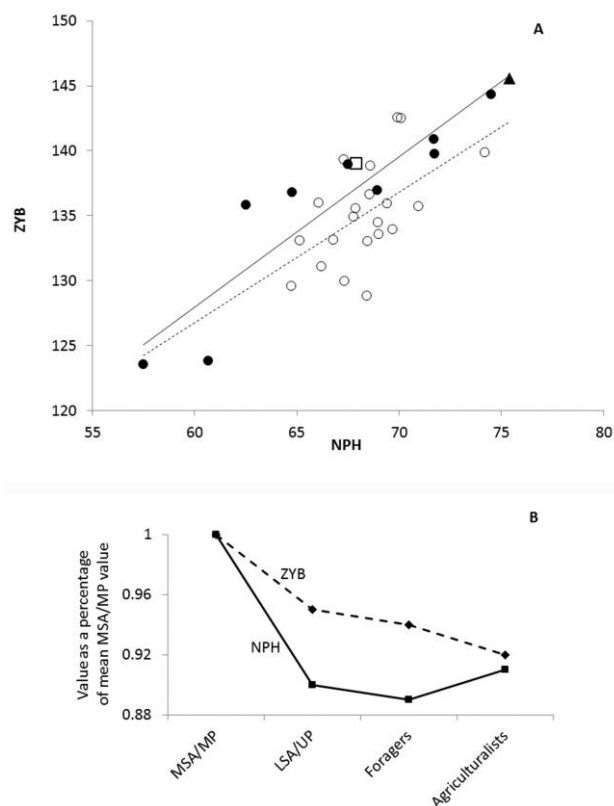 A
150
145
140
135
130
125
120
ZYB
55
60
65
70
75
80
NPH
B
1
0.96
0.92
0.88
Value as a percentage
of mean MSA/MP value
ZYB
NPH
MSA/MP
LSA/UP
Foragers
Agriculturalists